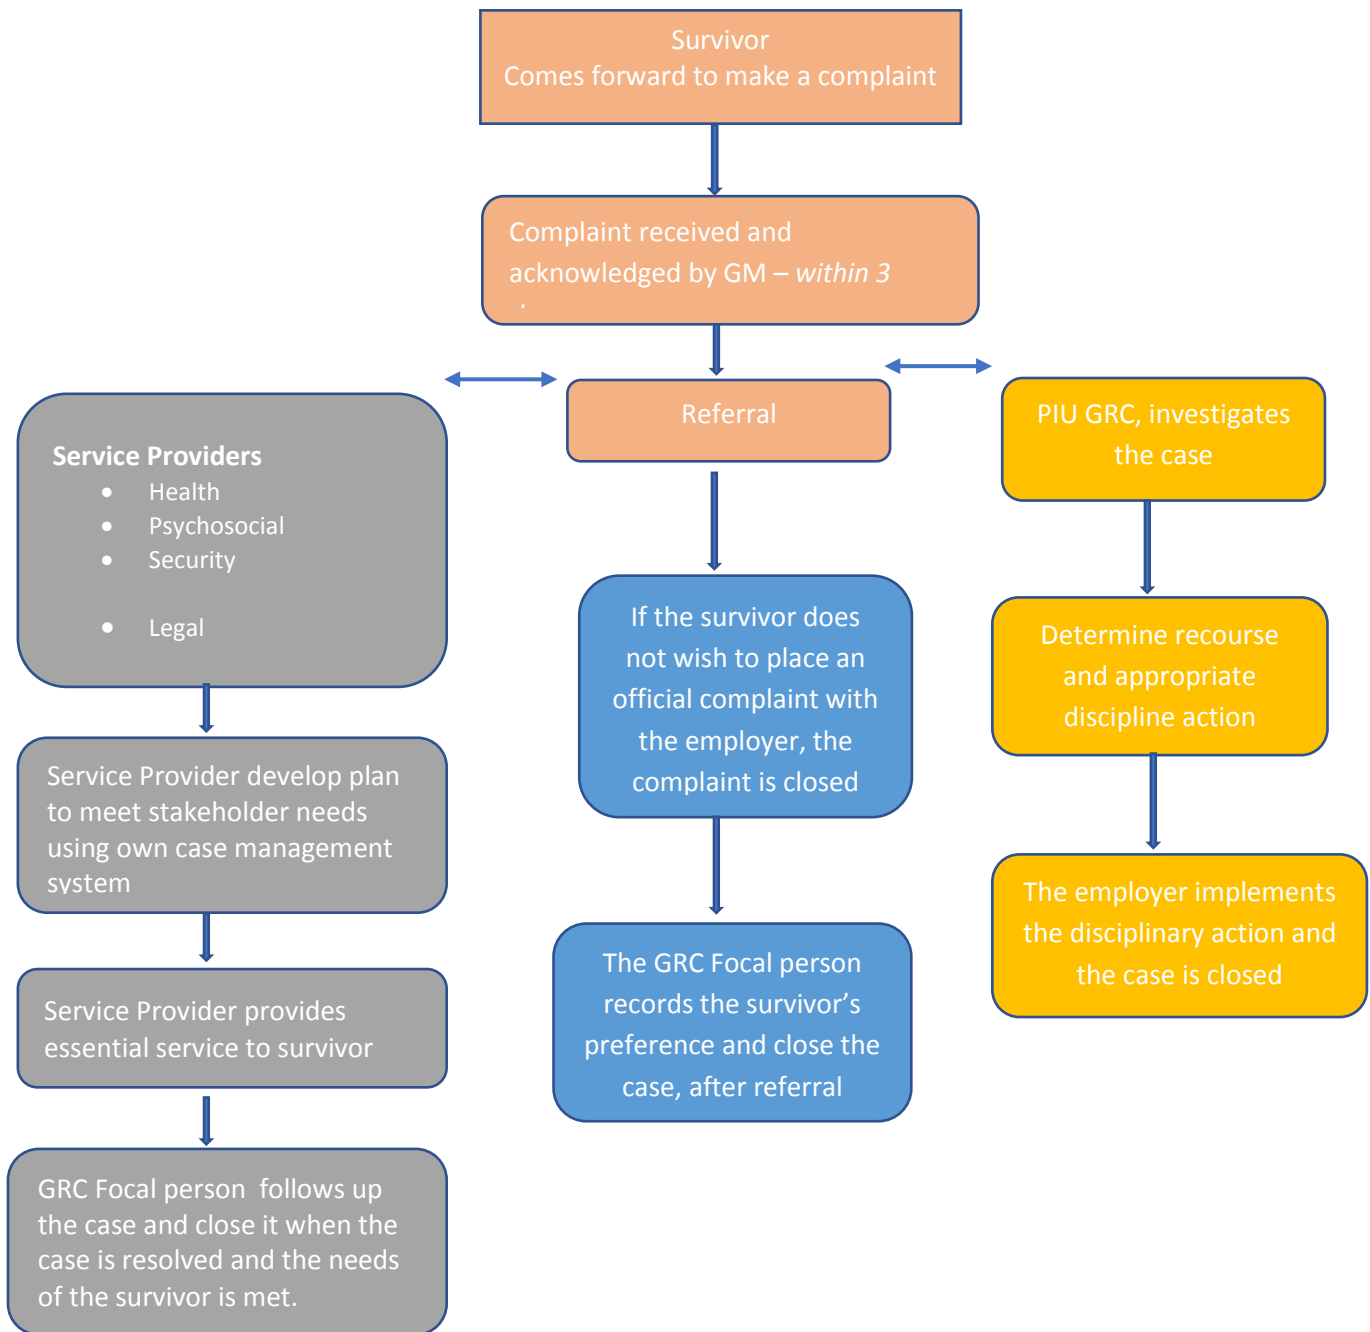 Survivor
Comes forward to make a complaint
Complaint received and
acknowledged by GM – within 3
Referral
Service Providers
• Health
• Psychosocial
• Security
• Legal
PIU GRC, investigates
the case
If the survivor does
not wish to place an
official complaint with
the employer, the
complaint is closed
Determine recourse
and appropriate
discipline action
Service Provider develop plan
to meet stakeholder needs
using own case management
system
The employer implements
the disciplinary action and
the case is closed
The GRC Focal person
records the survivor’s
preference and close the
case, after referral
Service Provider provides
essential service to survivor
GRC Focal person  follows up
the case and close it when the
case is resolved and the needs
of the survivor is met.